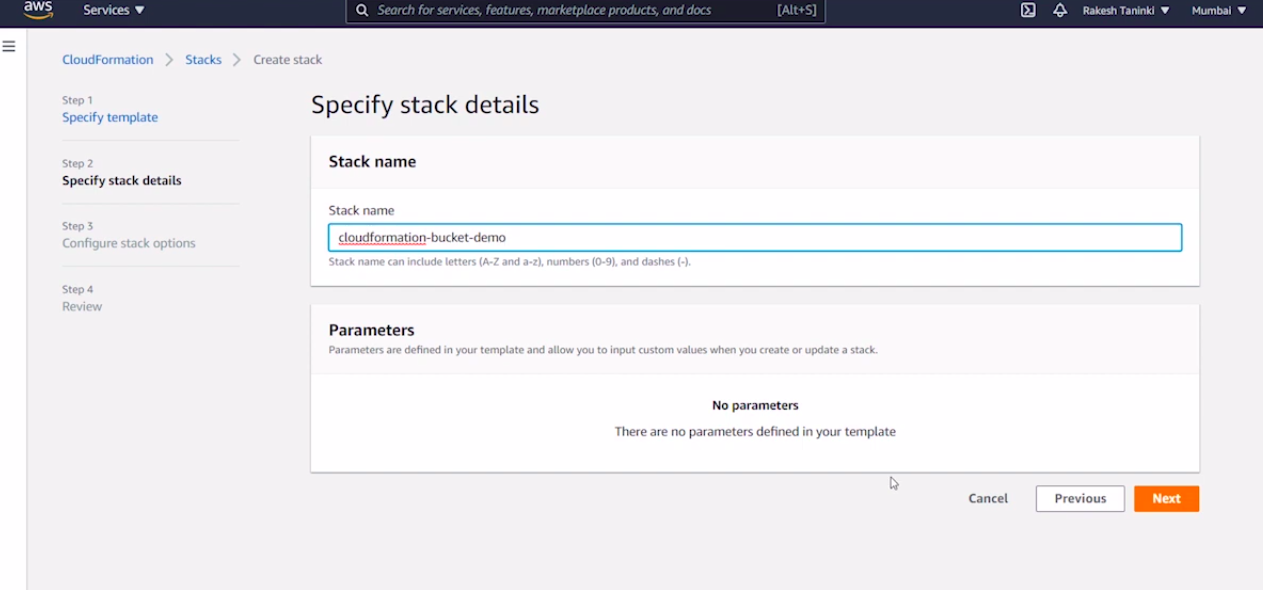 aws Services ▼ Search for services, features, marketplace products, and docs [Alt+S] Rakesh Taninki ▼ Mumbai ▼
CloudFormation > Stacks > Create stack
Step 1
Specify template
Step 2
Specify stack details
Step 3
Configure stack options
Step 4
Review
Specify stack details
Stack name
Stack name
cloudformation-bucket-demo
Stack name can include letters (A-Z and a-z), numbers (0-9), and dashes (-).
Parameters
Parameters are defined in your template and allow you to input custom values when you create or update a stack.
No parameters
There are no parameters defined in your template
Cancel Previous Next